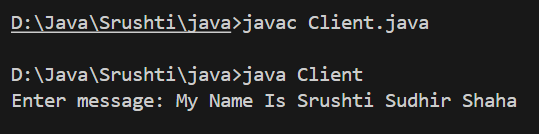 D:\Java\Srushti\java>javac Client.java
D:\Java\Srushti\java>java Client
Enter message: My Name Is Srushti Sudhir Shaha